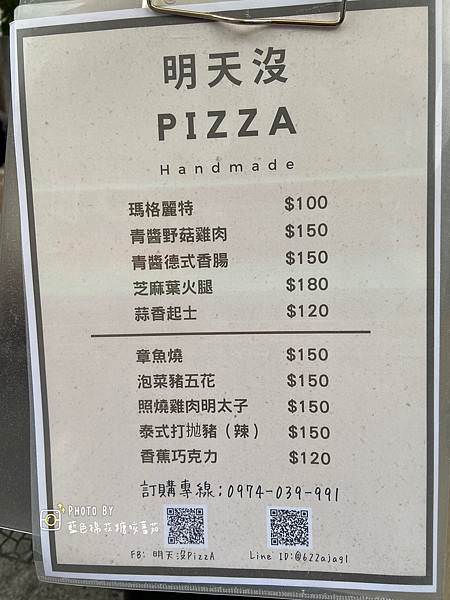 明天沒
PIZZA
Handmade
瑪格麗特 $100
青醬野菇雞肉 $150
青醬德式香腸 $150
芝麻葉火腿 $180
蒜香起士 $120
章魚燒 $150
泡菜豬五花 $150
照燒雞肉明太子 $150
泰式打拋豬（辣） $150
香蕉巧克力 $120
訂購專線:0974-039-991
FB: 明天沒PizzA Line ID:@622ajagl
PHOTO BY
藍色棉花糖咬蕃茄